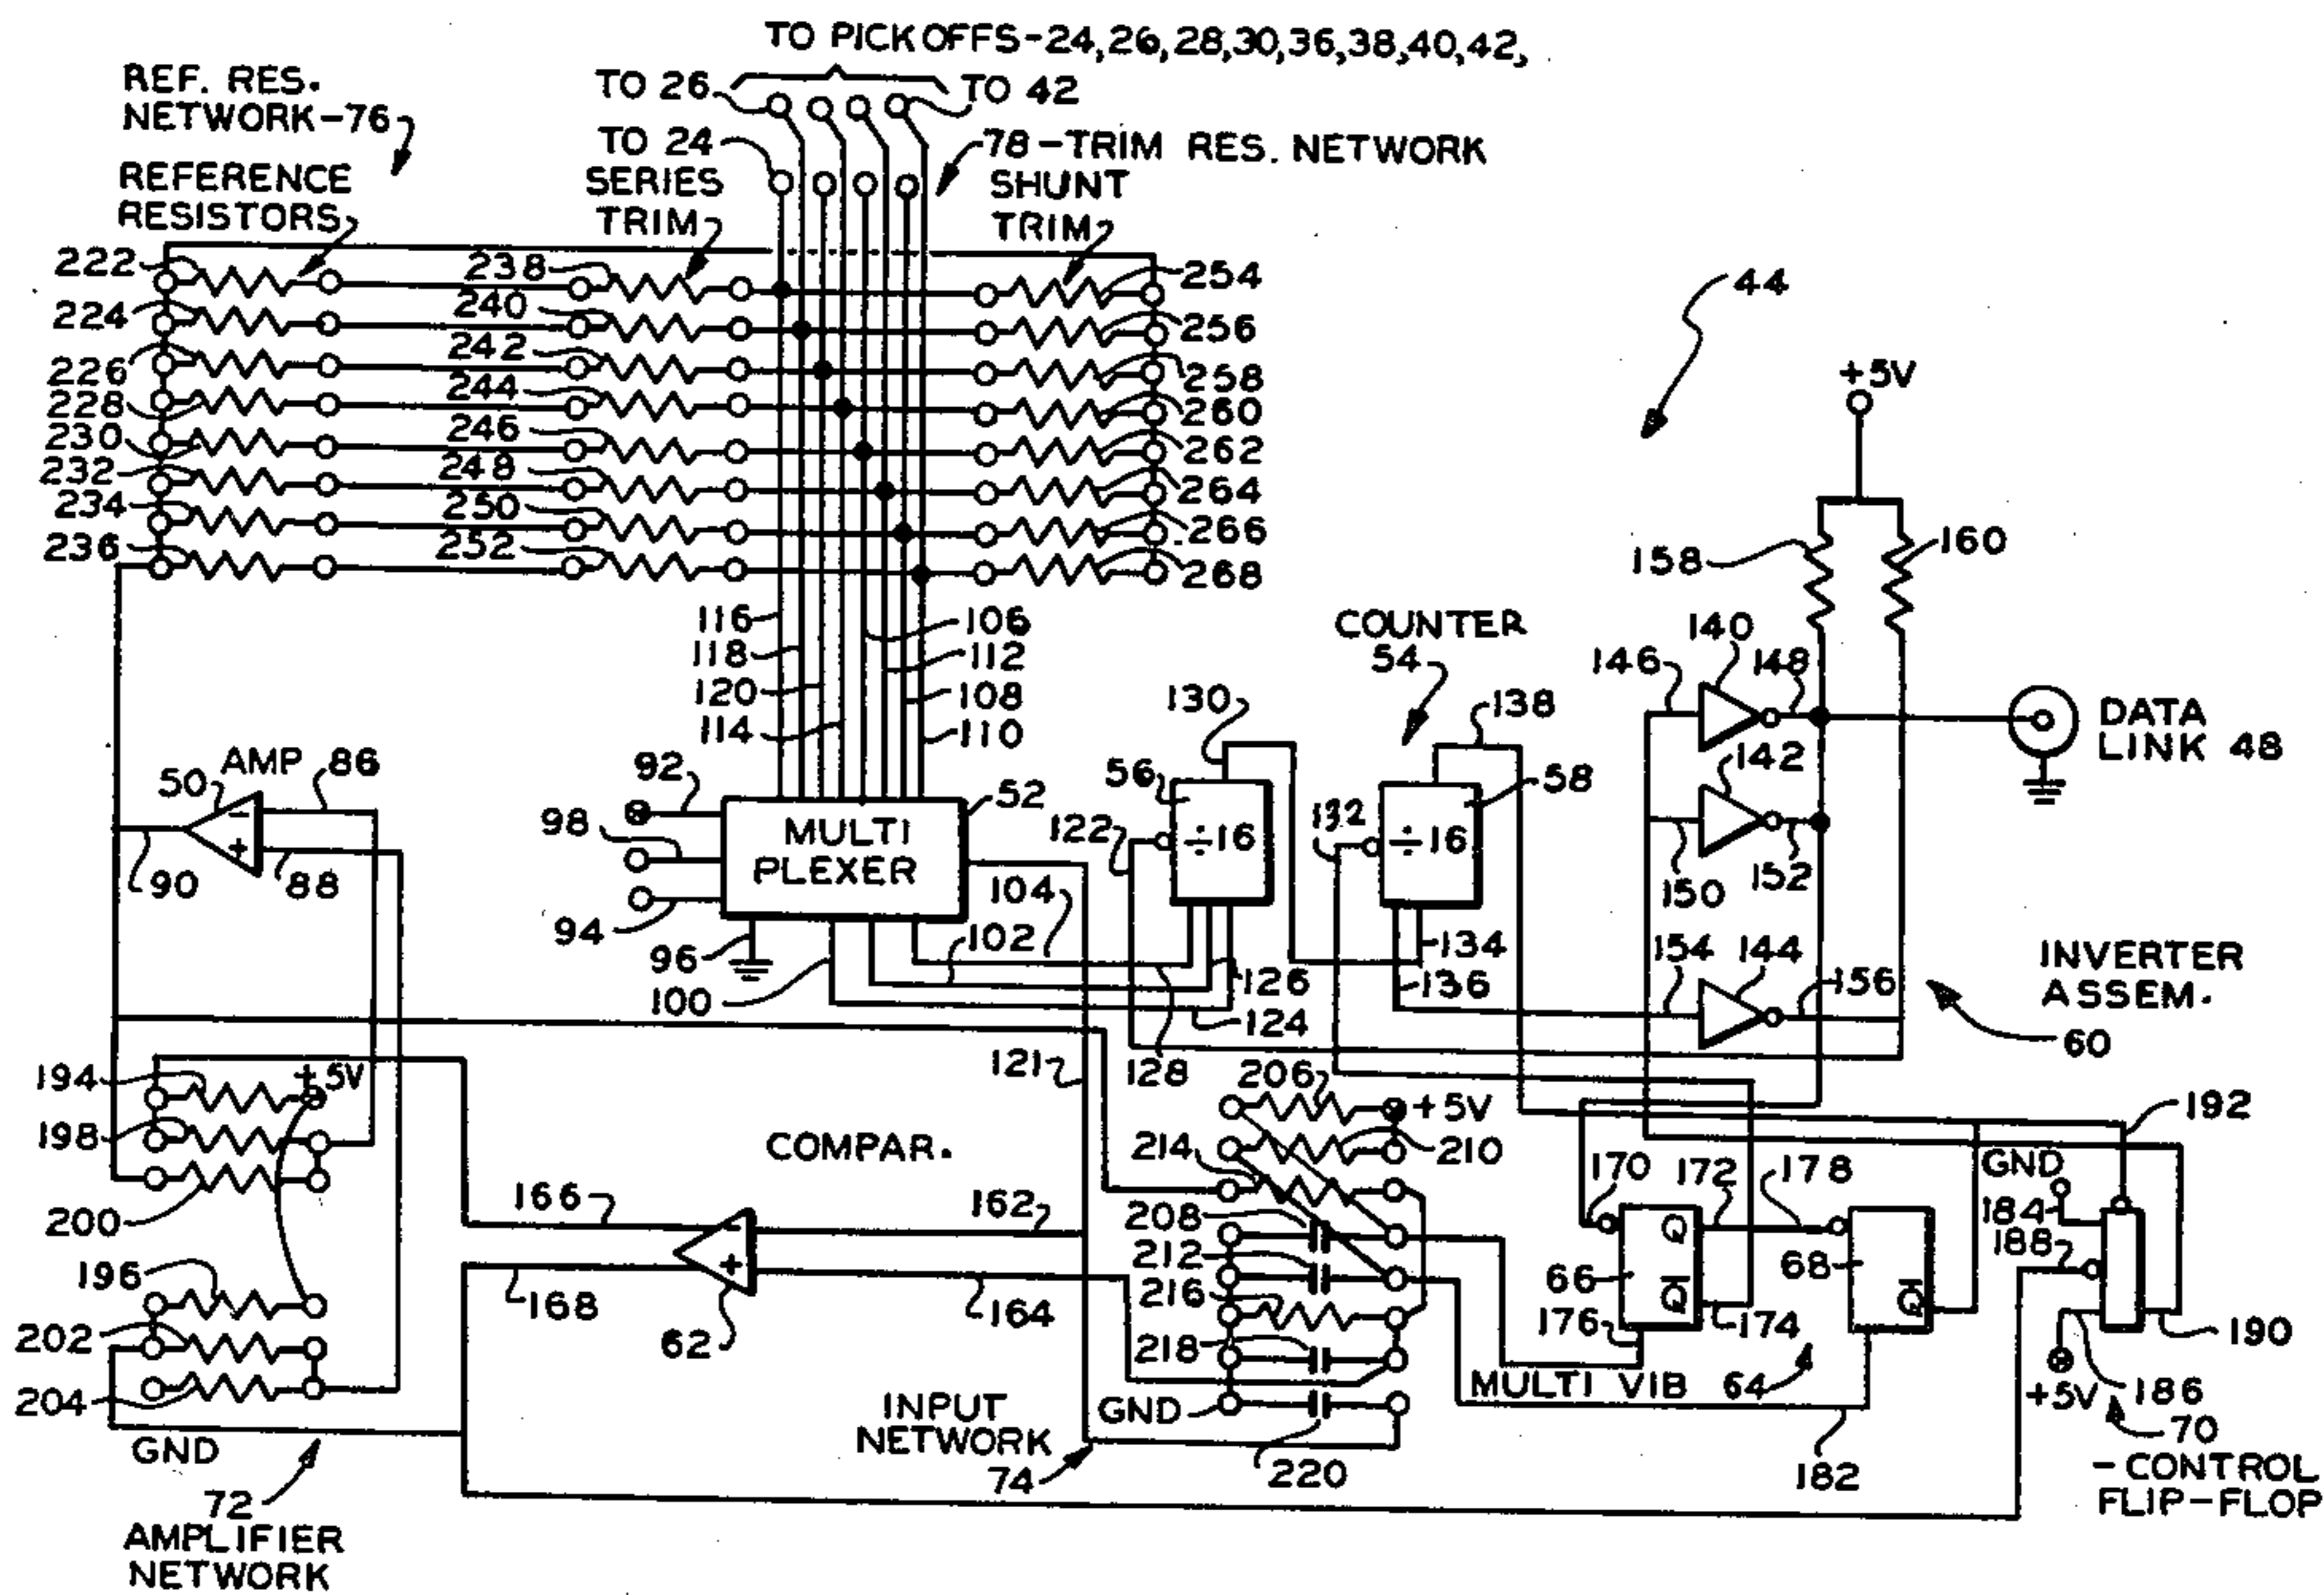 TO PICKOFFS-24,26,28,30,36,38,40,42,
REF. RES.
NETWORK-76
TO 26
TO 42
TO 24
78-TRIM RES. NETWORK
REFERENCE
RESISTORS
SERIES
TRIM
SHUNT
TRIM
222
238
254
224
240
256
226
242
258
228
244
260
230
246
262
232
248
264
234
250
266
236
252
268
44
+5V
158
160
116
106
118
112
120
108
114
110
COUNTER
54
140
146
148
130
138
DATA
LINK 48
142
AMP
86
50
-
+
88
90
92
98
94
96
MULTI
PLEXER
52
56
÷16
58
÷16
122
132
104
150
152
102
134
126
136
154
144
156
INVERTER
ASSEM.
60
100
124
121
128
194
+5V
198
200
206
+5V
192
COMPAR.
214
210
GND
170
172
178
184
166
162
208
188
212
-
+
66
Q
Q̅
68
Q̅
196
168
164
216
62
176
174
190
202
218
204
MULTI VIB
64
+5V
186
INPUT
NETWORK
74
GND
70
GND
220
182
-CONTROL
FLIP-FLOP
72
AMPLIFIER
NETWORK